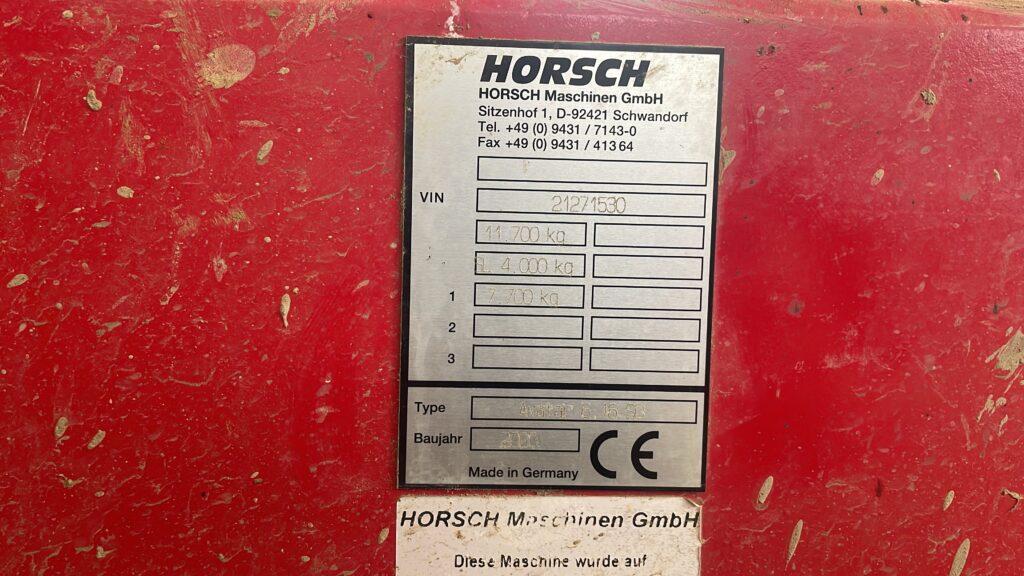 HORSCH
HORSCH Maschinen GmbH
Sitzenhof 1, D-92421 Schwandorf
Tel. +49 (0) 9431 / 7143-0
Fax +49 (0) 9431 / 41364
VIN 21271530
11.700 kg
4.000 kg
1 7.700 kg
2
3
Type
Baujahr
Made in Germany CE
HORSCH Maschinen GmbH
Diese Maschine wurde auf